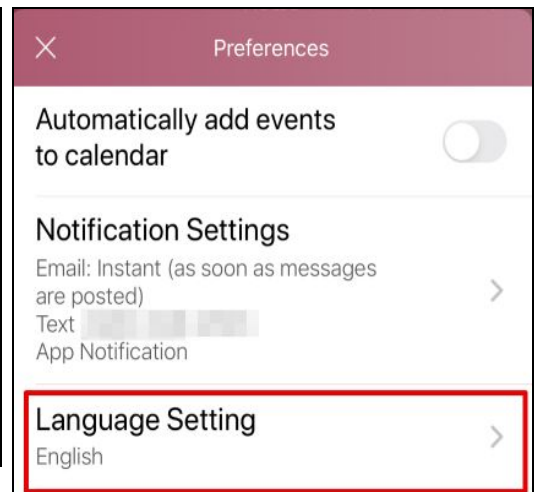 Preferences
Automatically add events
to calendar
Notification Settings
Email: Instant (as soon as messages
are posted)
Text
App Notification
Language Setting
English